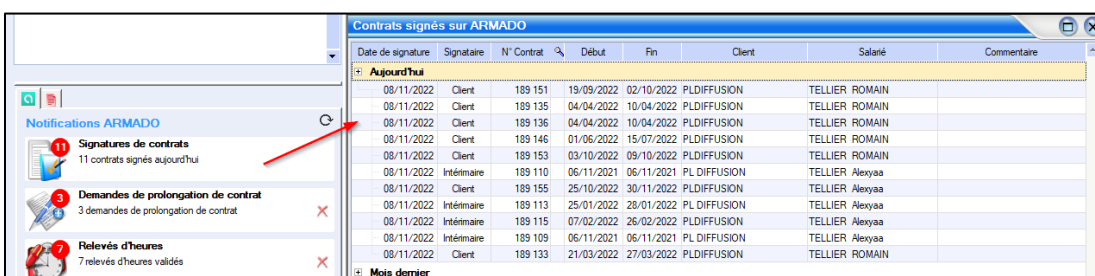 Contrats signés sur ARMADO
Date de signature Signataire N° Contrat Début Fin Client Salarié Commentaire
Aujourd'hui
08/11/2022 Client 189 151 19/09/2022 02/10/2022 PLDIFFUSION TELLIER ROMAIN
08/11/2022 Client 189 135 04/04/2022 10/04/2022 PLDIFFUSION TELLIER ROMAIN
08/11/2022 Client 189 136 04/04/2022 10/04/2022 PLDIFFUSION TELLIER ROMAIN
08/11/2022 Client 189 146 01/06/2022 15/07/2022 PLDIFFUSION TELLIER ROMAIN
08/11/2022 Client 189 153 03/10/2022 09/10/2022 PLDIFFUSION TELLIER ROMAIN
08/11/2022 Intérimaire 189 110 06/11/2021 06/11/2021 PL DIFFUSION TELLIER Alexyaa
08/11/2022 Client 189 155 25/10/2022 30/11/2022 PLDIFFUSION TELLIER ROMAIN
08/11/2022 Intérimaire 189 113 25/01/2022 28/01/2022 PL DIFFUSION TELLIER Alexyaa
08/11/2022 Intérimaire 189 115 07/02/2022 26/02/2022 PLDIFFUSION TELLIER Alexyaa
08/11/2022 Intérimaire 189 109 06/11/2021 06/11/2021 PL DIFFUSION TELLIER Alexyaa
08/11/2022 Client 189 133 21/03/2022 27/03/2022 PLDIFFUSION TELLIER ROMAIN
Mois dernier
Notifications ARMADO
11
Signatures de contrats
11 contrats signés aujourd'hui
3
Demandes de prolongation de contrat
3 demandes de prolongation de contrat
7
Relevés d'heures
7 relevés d'heures validés